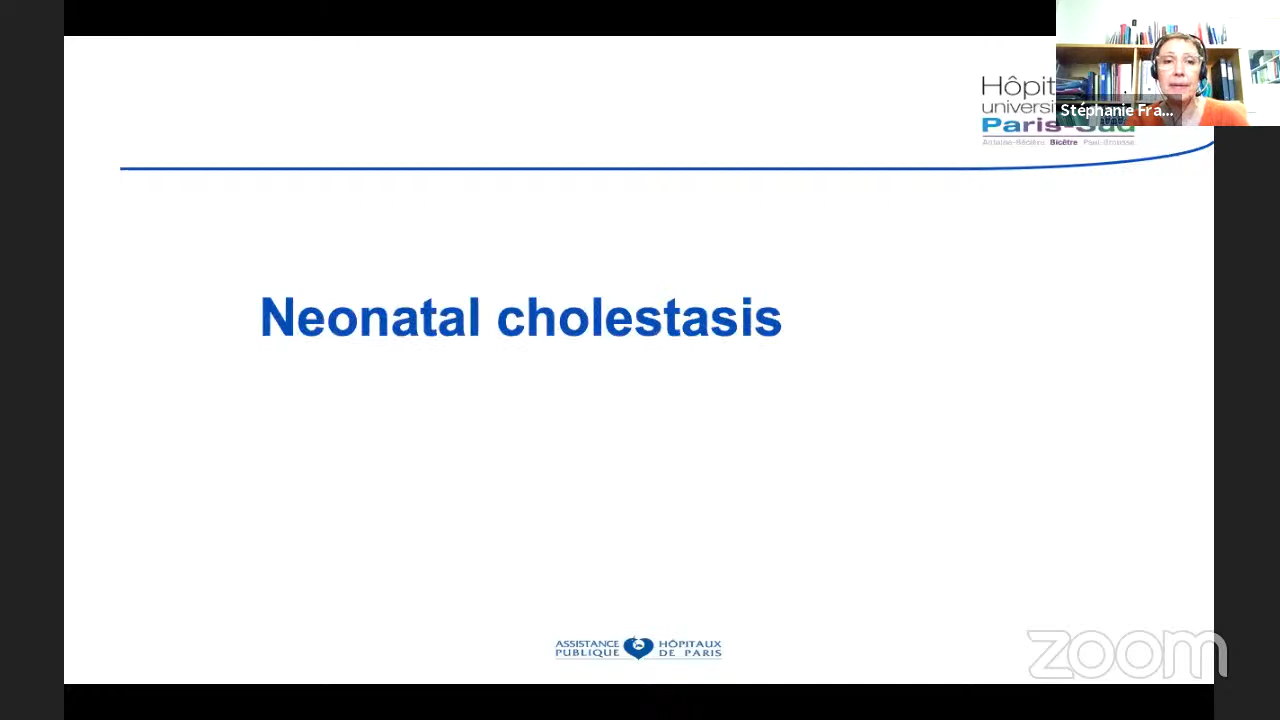 Hôpit
universi
Paris-Sud
Antoine-Béclère Bicêtre Paul-Brousse
Stéphanie Fra...
Neonatal cholestasis
ASSISTANCE HÔPITAUX
PUBLIQUE DE PARIS
zoom